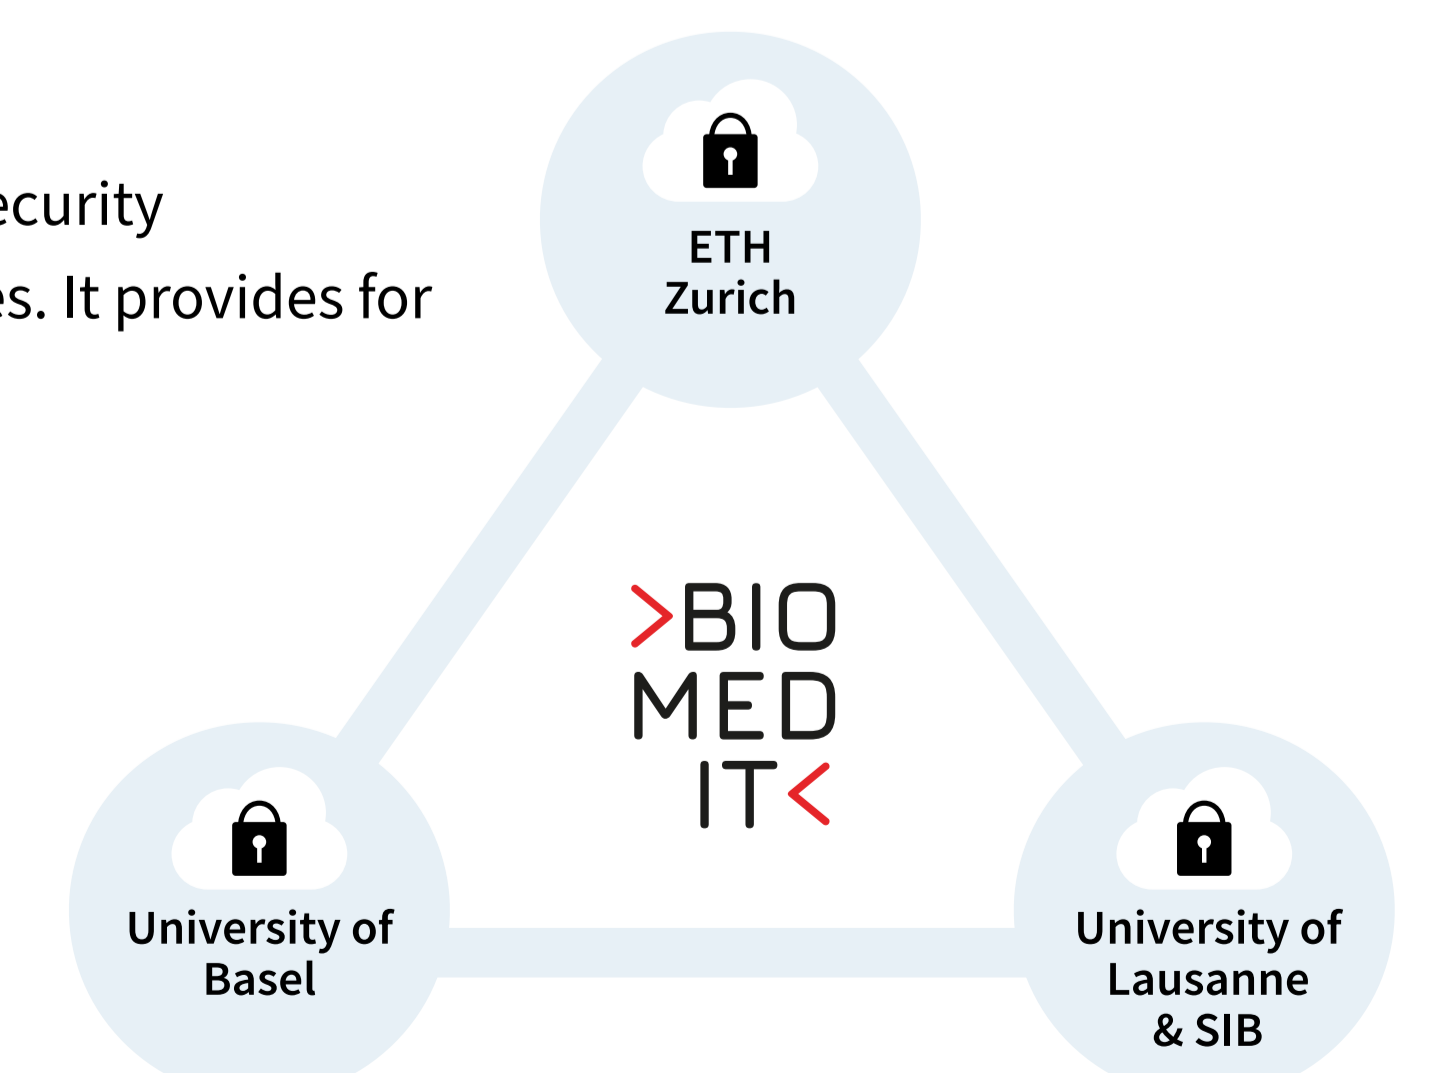 ecurity
es. It provides for
ETH
Zurich
>BIO
MED
IT<
University of
Basel
University of
Lausanne
& SIB